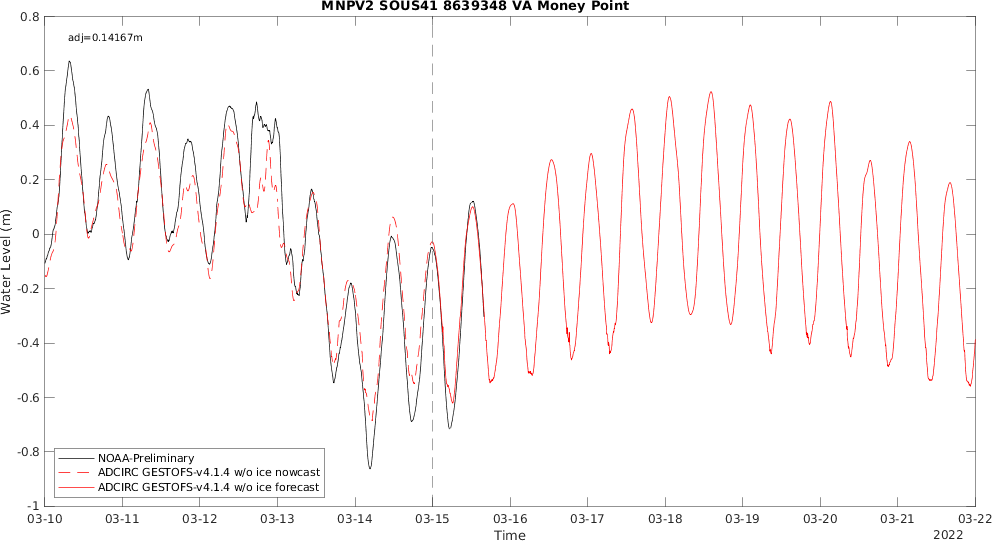 MNPV2 SOUS41 8639348 VA Money Point
adj=0.14167m
0.8
0.6
0.4
0.2
0
-0.2
-0.4
-0.6
-0.8
-1
Water Level (m)
NOAA-Preliminary
ADCIRC GESTOFS-v4.1.4 w/o ice nowcast
ADCIRC GESTOFS-v4.1.4 w/o ice forecast
03-10 03-11 03-12 03-13 03-14 03-15 03-16 03-17 03-18 03-19 03-20 03-21 03-22
Time
2022